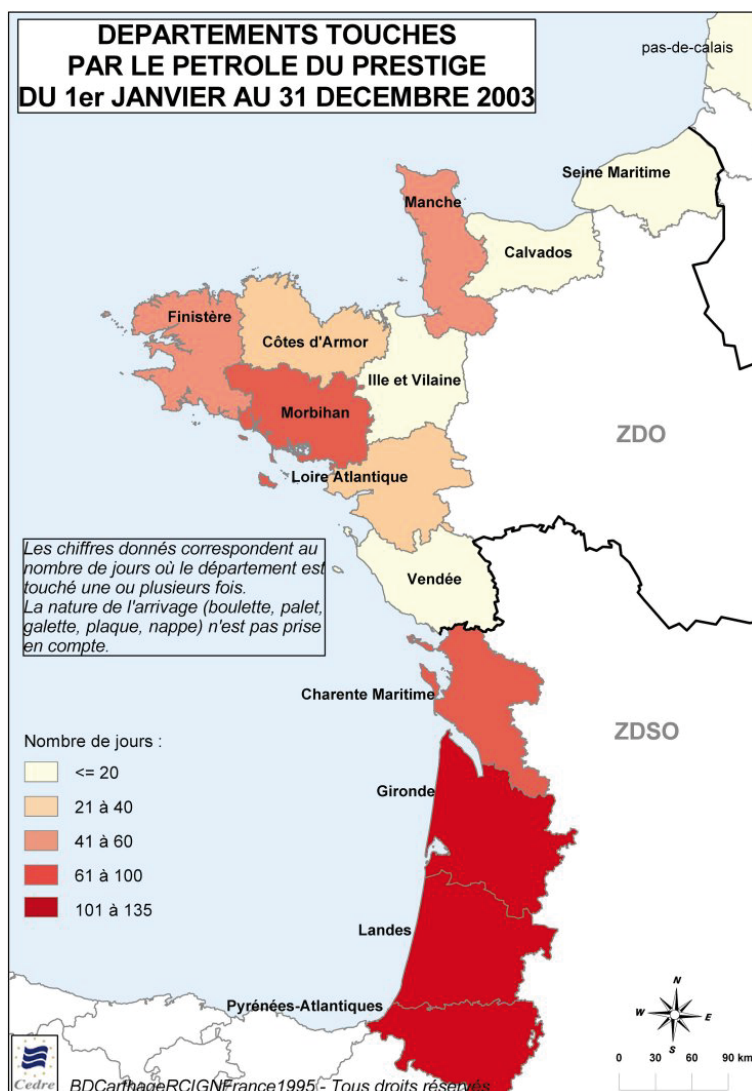 DEPARTEMENTS TOUCHES
PAR LE PETROLE DU PRESTIGE
DU 1er JANVIER AU 31 DECEMBRE 2003
pas-de-calais
Seine Maritime
Manche
Calvados
Finistère
Côtes d'Armor
Ille et Vilaine
Morbihan
ZDO
Loire Atlantique
Les chiffres donnés correspondent au
nombre de jours où le département est
touché une ou plusieurs fois.
La nature de l'arrivage (boulette, palet,
galette, plaque, nappe) n'est pas prise
en compte.
Vendée
Charente Maritime
ZDSO
Nombre de jours :
<= 20
21 à 40
41 à 60
61 à 100
101 à 135
Gironde
Landes
Pyrénées-Atlantiques
N
W E
S
0 30 60 90 km
Cedre
BDCarthageRCIGNFrance1995 - Tous droits réservés